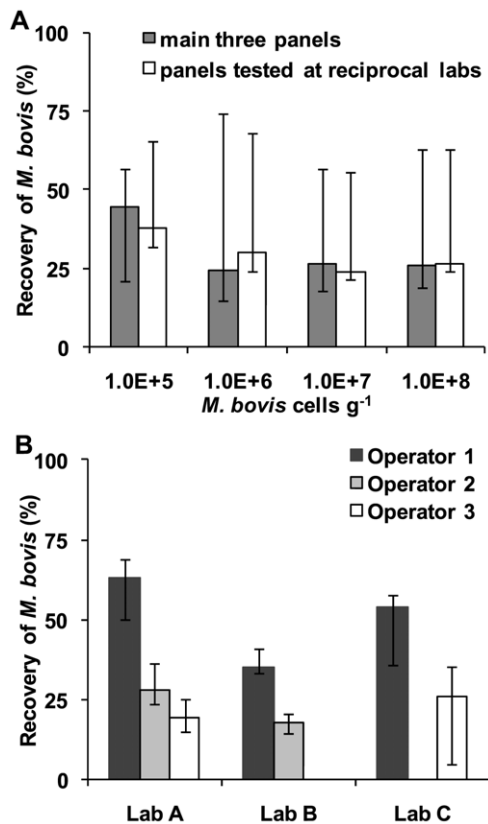 A
main three panels
panels tested at reciprocal labs
Recovery of M. bovis (%)
100
75
50
25
0
1.0E+5 1.0E+6 1.0E+7 1.0E+8
M. bovis cells g⁻¹
B
Operator 1
Operator 2
Operator 3
Recovery of M. bovis (%)
100
75
50
25
0
Lab A Lab B Lab C